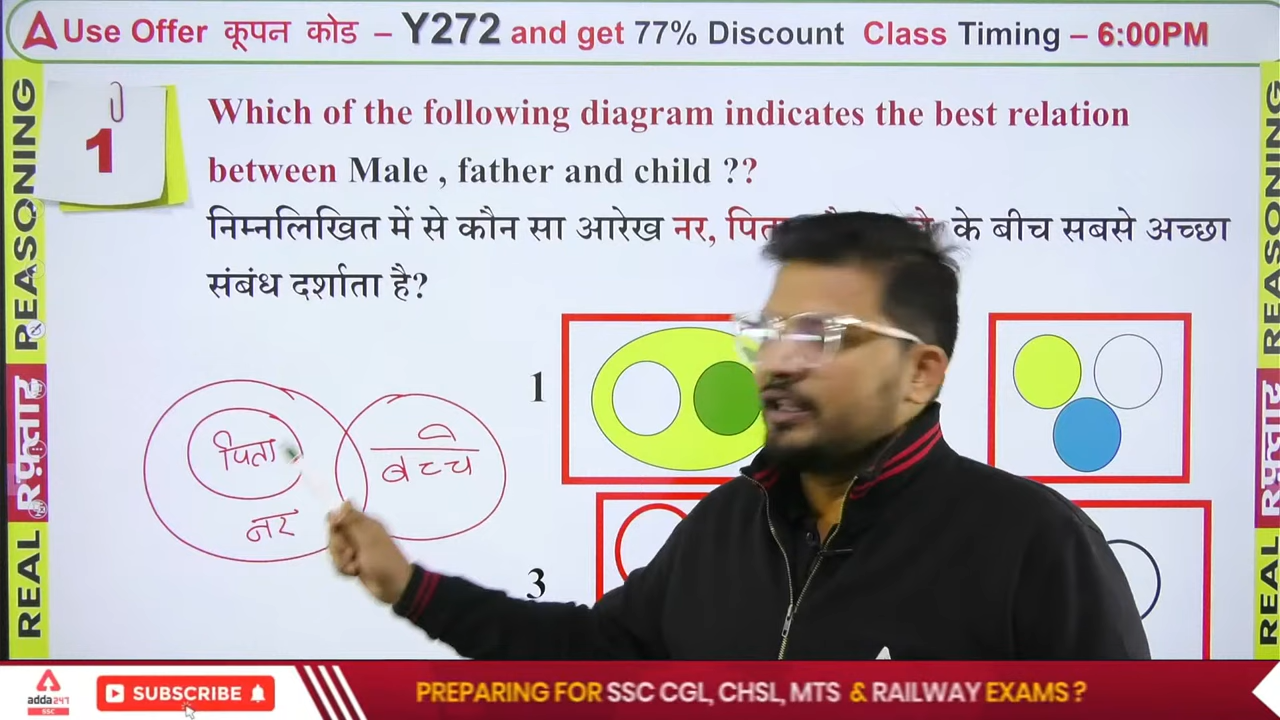 Use Offer कूपन कोड – Y272 and get 77% Discount Class Timing – 6:00PM
1
Which of the following diagram indicates the best relation
between Male , father and child ??
निम्नलिखित में से कौन सा आरेख नर, के बीच सबसे अच्छा
संबंध दर्शाता है?
1
3
पिता
नर
बच्चे
REAL रफ़्तार REASONING
REAL रफ़्तार REASONING
adda247
SSC
SUBSCRIBE
PREPARING FOR SSC CGL, CHSL, MTS & RAILWAY EXAMS ?